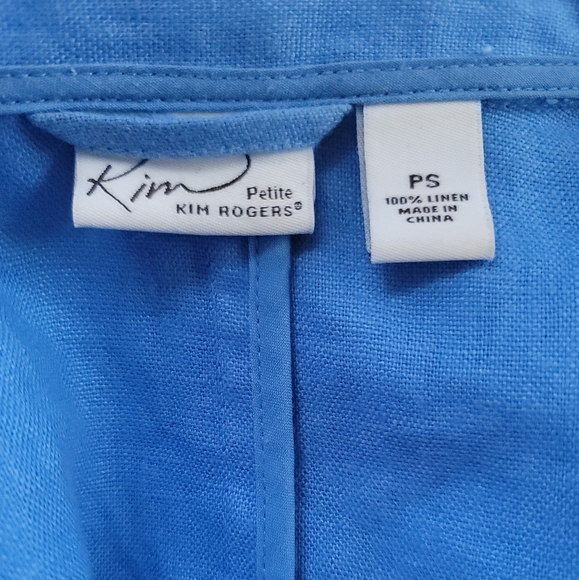 Kim
Petite
KIM ROGERS®
PS
100% LINEN
MADE IN
CHINA